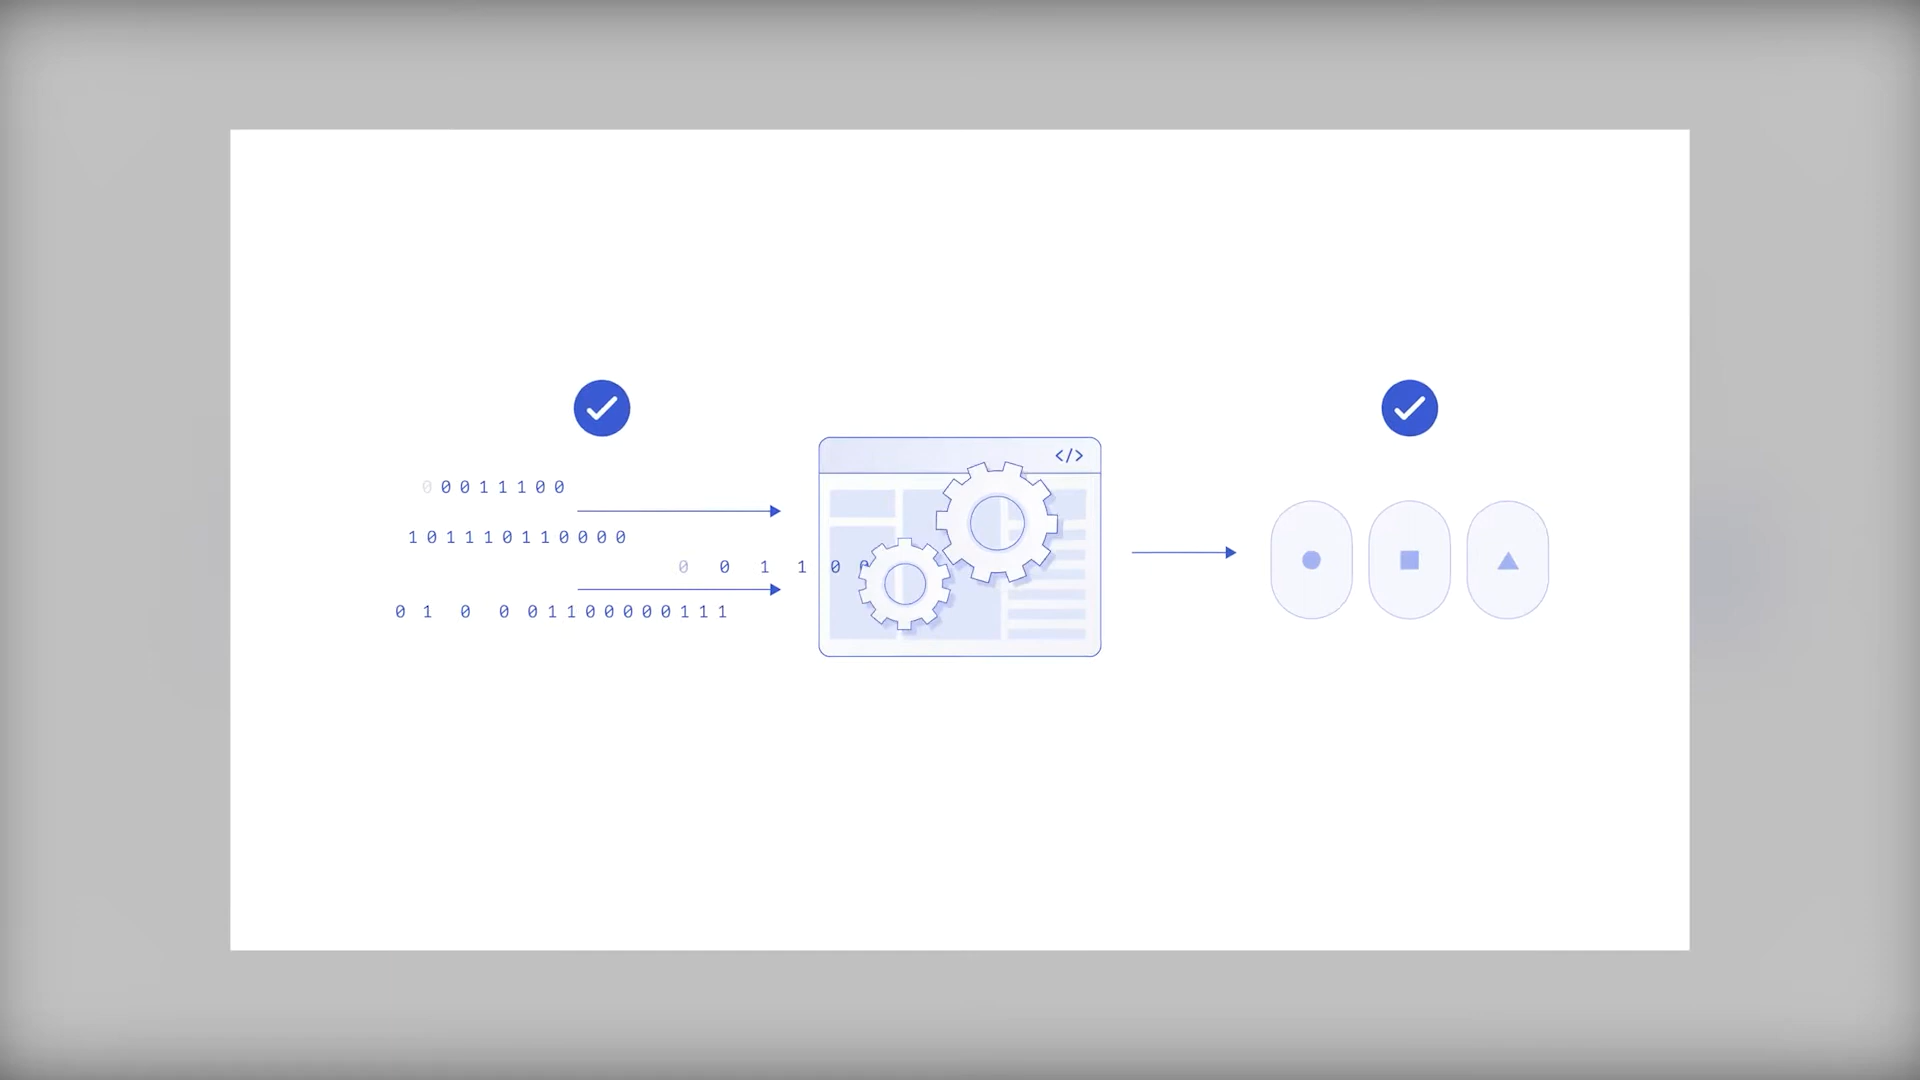 </>
0 0 0 1 1 1 0 0
1 0 1 1 1 0 1 1 0 0 0 0
0 0 1 1 0 0
0 1 0 0 0 1 1 0 0 0 0 0 1 1 1